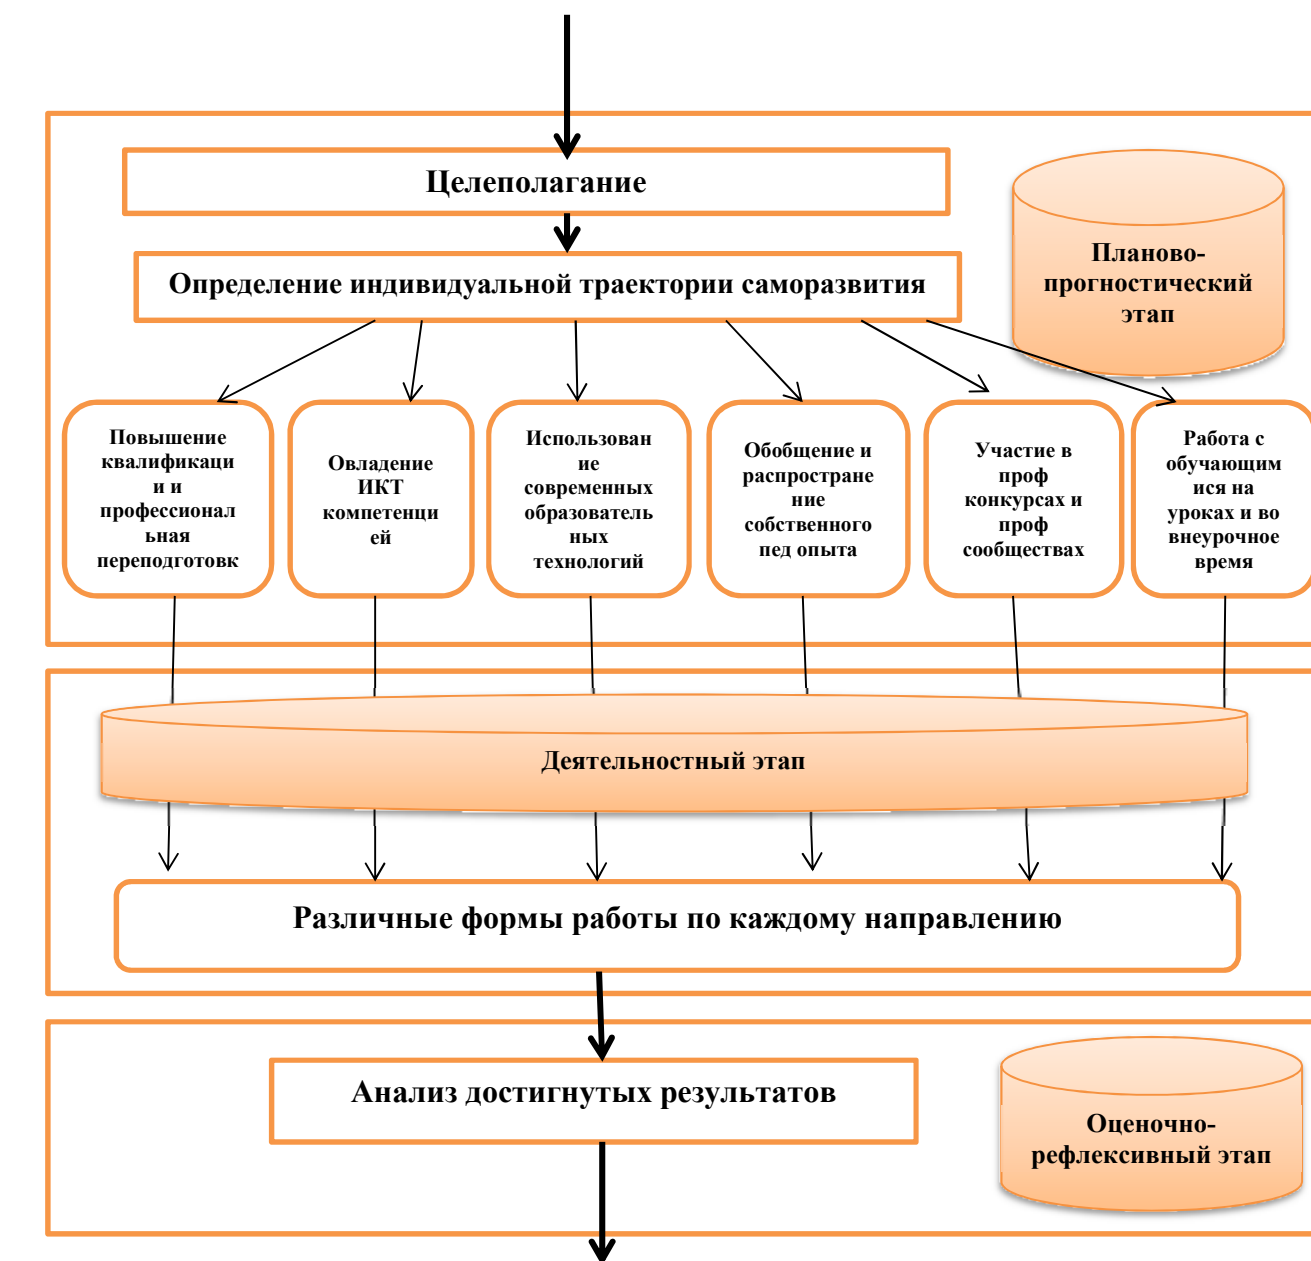 Целеполагание
Планово-
прогностический
этап
Определение индивидуальной траектории саморазвития
Повышение
квалификаци
и и
профессионал
ьная
переподготовк
Овладение
ИКТ
компетенци
ей
Использован
ие
современных
образователь
ных
технологий
Обобщение и
распростране
ние
собственного
пед опыта
Участие в
проф
конкурсах и
проф
сообществах
Работа с
обучающим
ися на
уроках и во
внеурочное
время
Деятельностный этап
Различные формы работы по каждому направлению
Анализ достигнутых результатов
Оценочно-
рефлексивный этап